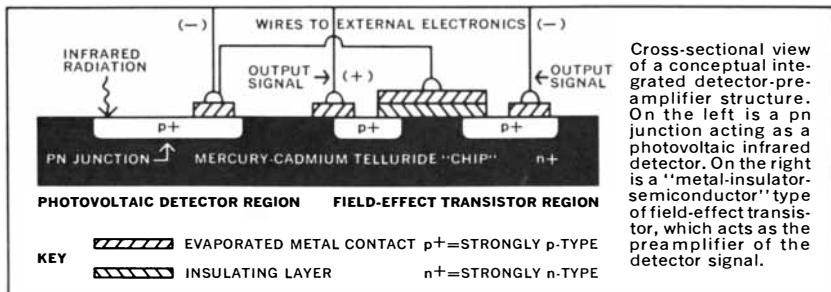 (−) WIRES TO EXTERNAL ELECTRONICS (−)
INFRARED
RADIATION
OUTPUT
SIGNAL
(+)
OUTPUT
SIGNAL
p+ p+ p+
PN JUNCTION MERCURY-CADMIUM TELLURIDE "CHIP" n+
PHOTOVOLTAIC DETECTOR REGION FIELD-EFFECT TRANSISTOR REGION
KEY
EVAPORATED METAL CONTACT p+=STRONGLY p-TYPE
INSULATING LAYER n+=STRONGLY n-TYPE
Cross-sectional view
of a conceptual inte-
grated detector-pre-
amplifier structure.
On the left is a pn
junction acting as a
photovoltaic infrared
detector. On the right
is a "metal-insulator-
semiconductor" type
of field-effect transis-
tor, which acts as the
preamplifier of the
detector signal.